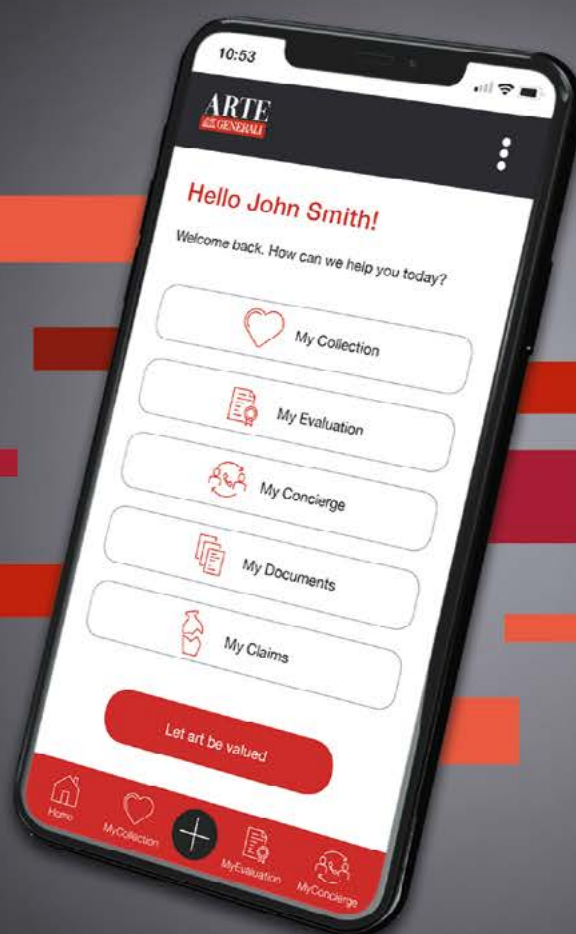 10:53
ARTE
GENERALI
Hello John Smith!
Welcome back. How can we help you today?
My Collection
My Evaluation
My Concierge
My Documents
My Claims
Let art be valued
Home
MyCollection
MyEvaluation
MyConcierge